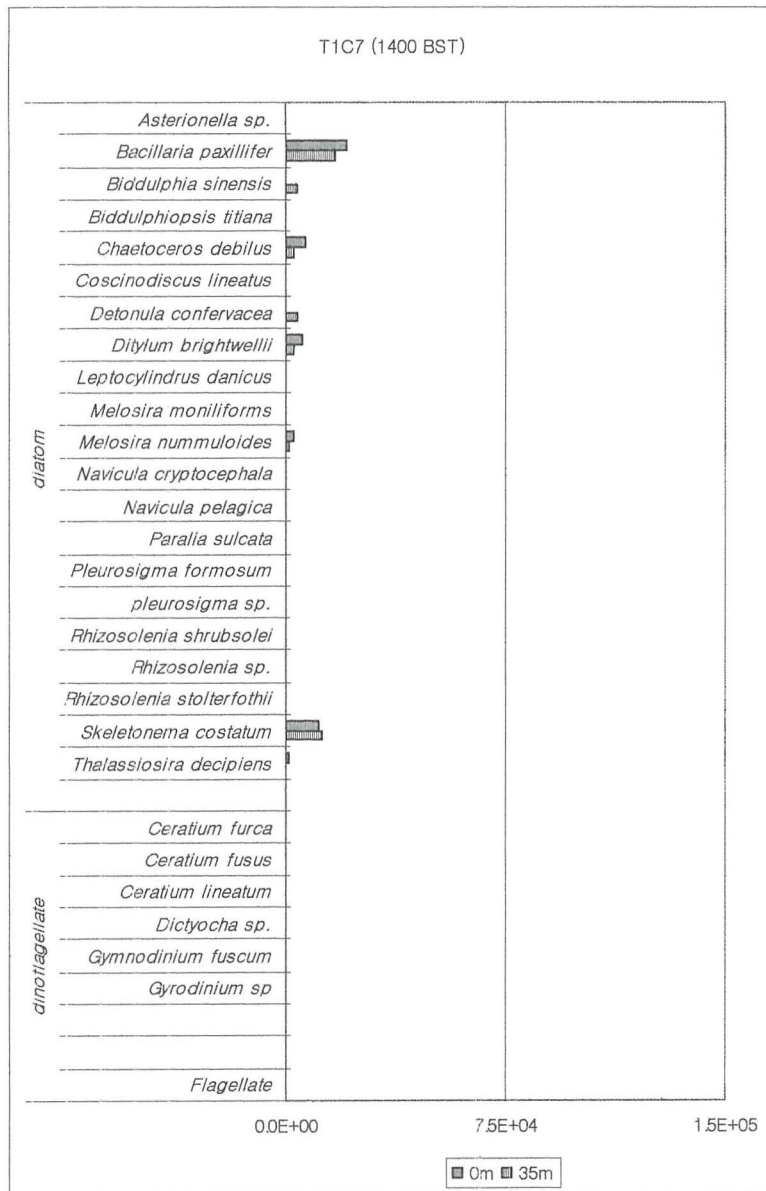 T1C7 (1400 BST)
diatom
Asterionella sp.
Bacillaria paxillifer
Biddulphia sinensis
Biddulphiopsis titiana
Chaetoceros debilus
Coscinodiscus lineatus
Detonula confervacea
Ditylum brightwellii
Leptocylindrus danicus
Melosira moniliforms
Melosira nummuloides
Navicula cryptocephala
Navicula pelagica
Paralia sulcata
Pleurosigma formosum
pleurosigma sp.
Rhizosolenia shrubsolei
Rhizosolenia sp.
Rhizosolenia stolterfothii
Skeletonema costatum
Thalassiosira decipiens
dinoflagellate
Ceratium furca
Ceratium fusus
Ceratium lineatum
Dictyocha sp.
Gymnodinium fuscum
Gyrodinium sp
Flagellate
0.0E+00 7.5E+04 1.5E+05
0m 35m